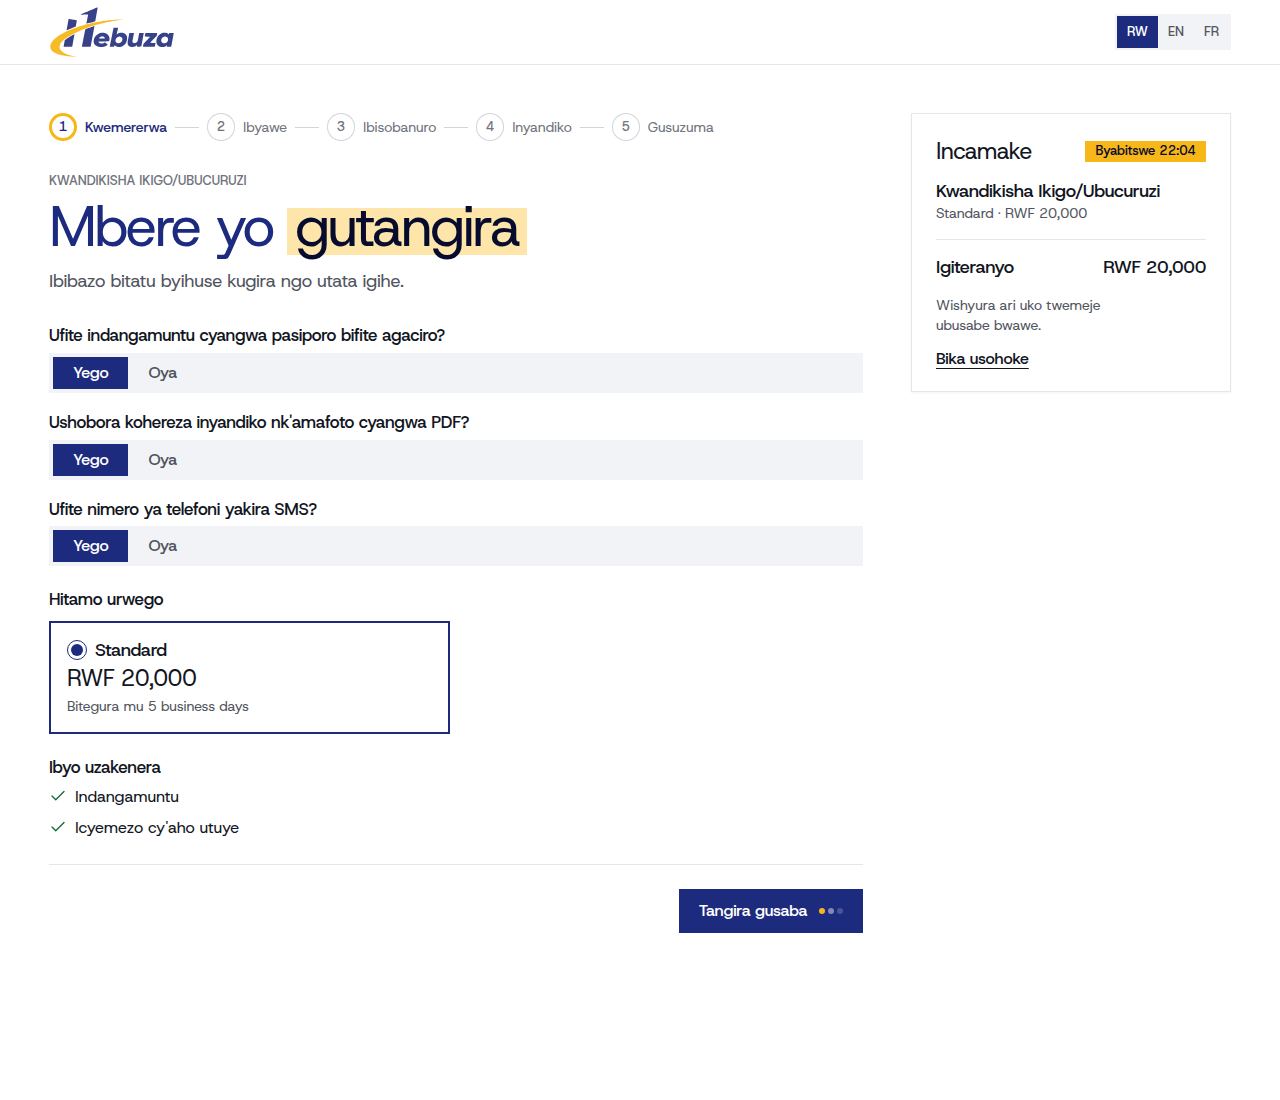 Hebuza
RW EN FR
1 Kwemererwa 2 Ibyawe 3 Ibisobanuro 4 Inyandiko 5 Gusuzuma
KWANDIKISHA IKIGO/UBUCURUZI
Mbere yo gutangira
Ibibazo bitatu byihuse kugira ngo utata igihe.
Ufite indangamuntu cyangwa pasiporo bifite agaciro?
Yego Oya
Ushobora kohereza inyandiko nk'amafoto cyangwa PDF?
Yego Oya
Ufite nimero ya telefoni yakira SMS?
Yego Oya
Hitamo urwego
Standard
RWF 20,000
Bitegura mu 5 business days
Ibyo uzakenera
Indangamuntu
Icyemezo cy'aho utuye
Tangira gusaba
Incamake Byabitswe 22:04
Kwandikisha Ikigo/Ubucuruzi
Standard · RWF 20,000
Igiteranyo RWF 20,000
Wishyura ari uko twemeje
ubusabe bwawe.
Bika usohoke